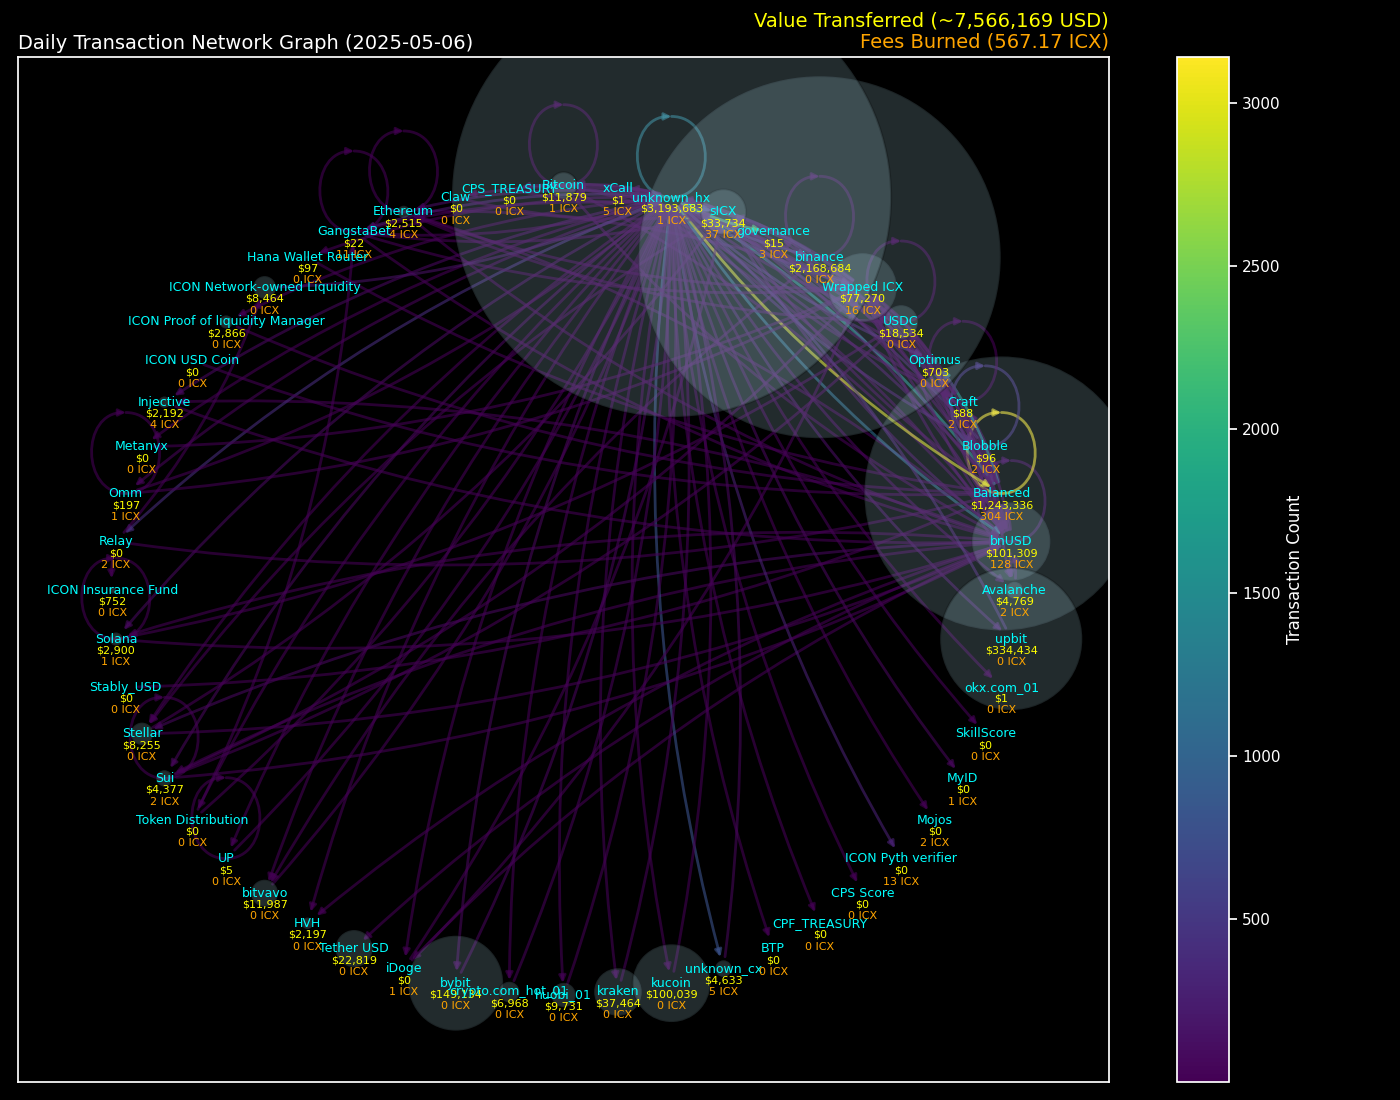 Value Transferred (~7,566,169 USD)
Daily Transaction Network Graph (2025-05-06)
Fees Burned (567.17 ICX)
CPS_TREASURY
$0
0 ICX
Bitcoin
$11,879
1 ICX
xCall
$1
5 ICX
unknown_hx
$3,193,683
1 ICX
sICX
$33,734
37 ICX
Claw
$0
0 ICX
Ethereum
$2,515
4 ICX
governance
$15
3 ICX
GangstaBet
$22
11 ICX
binance
$2,168,684
0 ICX
Hana Wallet Router
$97
0 ICX
Wrapped ICX
$77,270
16 ICX
ICON Network-owned Liquidity
$8,464
0 ICX
USDC
$18,534
0 ICX
ICON Proof of liquidity Manager
$2,866
0 ICX
Optimus
$703
0 ICX
ICON USD Coin
$0
0 ICX
Craft
$88
2 ICX
Injective
$2,192
4 ICX
Blobble
$96
2 ICX
Metanyx
$0
0 ICX
Balanced
$1,243,336
304 ICX
Omm
$197
1 ICX
bnUSD
$101,309
128 ICX
Relay
$0
2 ICX
Avalanche
$4,769
2 ICX
ICON Insurance Fund
$752
0 ICX
upbit
$334,434
0 ICX
Solana
$2,900
1 ICX
okx.com_01
$1
0 ICX
Stably_USD
$0
0 ICX
SkillScore
$0
0 ICX
Stellar
$8,255
0 ICX
MyID
$0
1 ICX
Sui
$4,377
2 ICX
Mojos
$0
2 ICX
Token Distribution
$0
0 ICX
ICON Pyth verifier
$0
13 ICX
UP
$5
0 ICX
CPS Score
$0
0 ICX
bitvavo
$11,987
0 ICX
CPF_TREASURY
$0
0 ICX
HVH
$2,197
0 ICX
BTP
$0
0 ICX
Tether USD
$22,819
0 ICX
unknown_cx
$4,633
5 ICX
iDoge
$0
1 ICX
kucoin
$100,039
0 ICX
bybit
$149,134
0 ICX
crypto.com_hot_01
$6,968
0 ICX
huobi_01
$9,731
0 ICX
kraken
$37,464
0 ICX
3000
2500
2000
1500
1000
500
Transaction Count